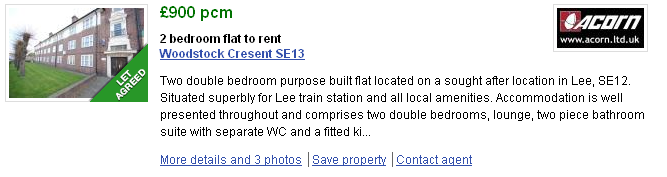 £900 pcm
2 bedroom flat to rent
Woodstock Cresent SE13
LET
AGREED
ACORN
www.acorn.ltd.uk
Two double bedroom purpose built flat located on a sought after location in Lee, SE12.
Situated superbly for Lee train station and all local amenities. Accommodation is well
presented throughout and comprises two double bedrooms, lounge, two piece bathroom
suite with separate WC and a fitted ki...
More details and 3 photos | Save property | Contact agent